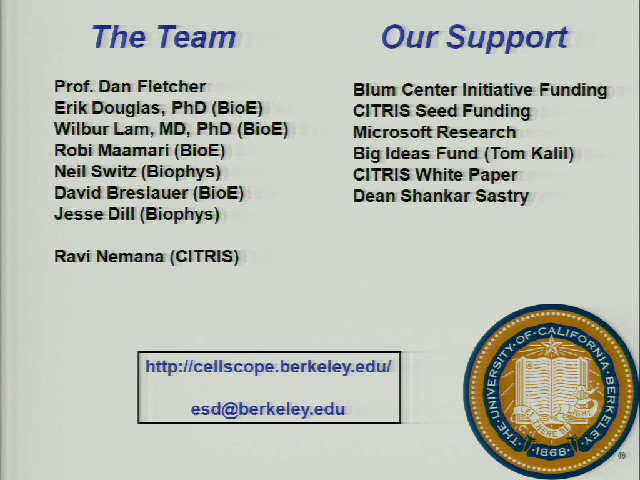 The Team
Prof. Dan Fletcher
Erik Douglas, PhD (BioE)
Wilbur Lam, MD, PhD (BioE)
Robi Maamari (BioE)
Neil Switz (Biophys)
David Breslauer (BioE)
Jesse Dill (Biophys)
Ravi Nemana (CITRIS)
Our Support
Blum Center Initiative Funding
CITRIS Seed Funding
Microsoft Research
Big Ideas Fund (Tom Kalil)
CITRIS White Paper
Dean Shankar Sastry
http://cellscope.berkeley.edu/
esd@berkeley.edu
THE·UNIVERSITY·OF·CALIFORNIA·BERKELEY
LIGHT
THERE BE
·1868·
®